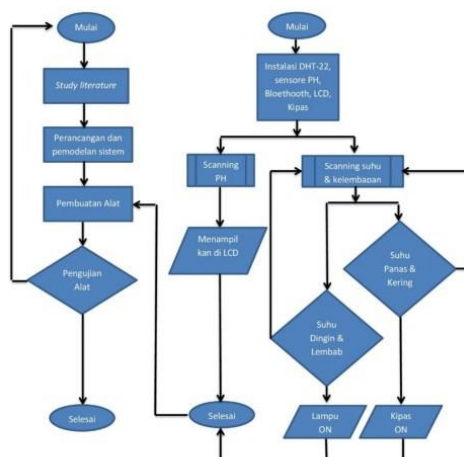 Mulai
Study literature
Perancangan dan
pemodelan sistem
Pembuatan Alat
Pengujian
Alat
Selesai
Mulai
Instalasi DHT-22,
sensore PH,
Bloethooth, LCD,
Kipas
Scanning
PH
Scanning suhu
& kelembapan
Menampil
kan di LCD
Suhu
Panas &
Kering
Suhu
Dingin &
Lembab
Selesai
Lampu
ON
Kipas
ON